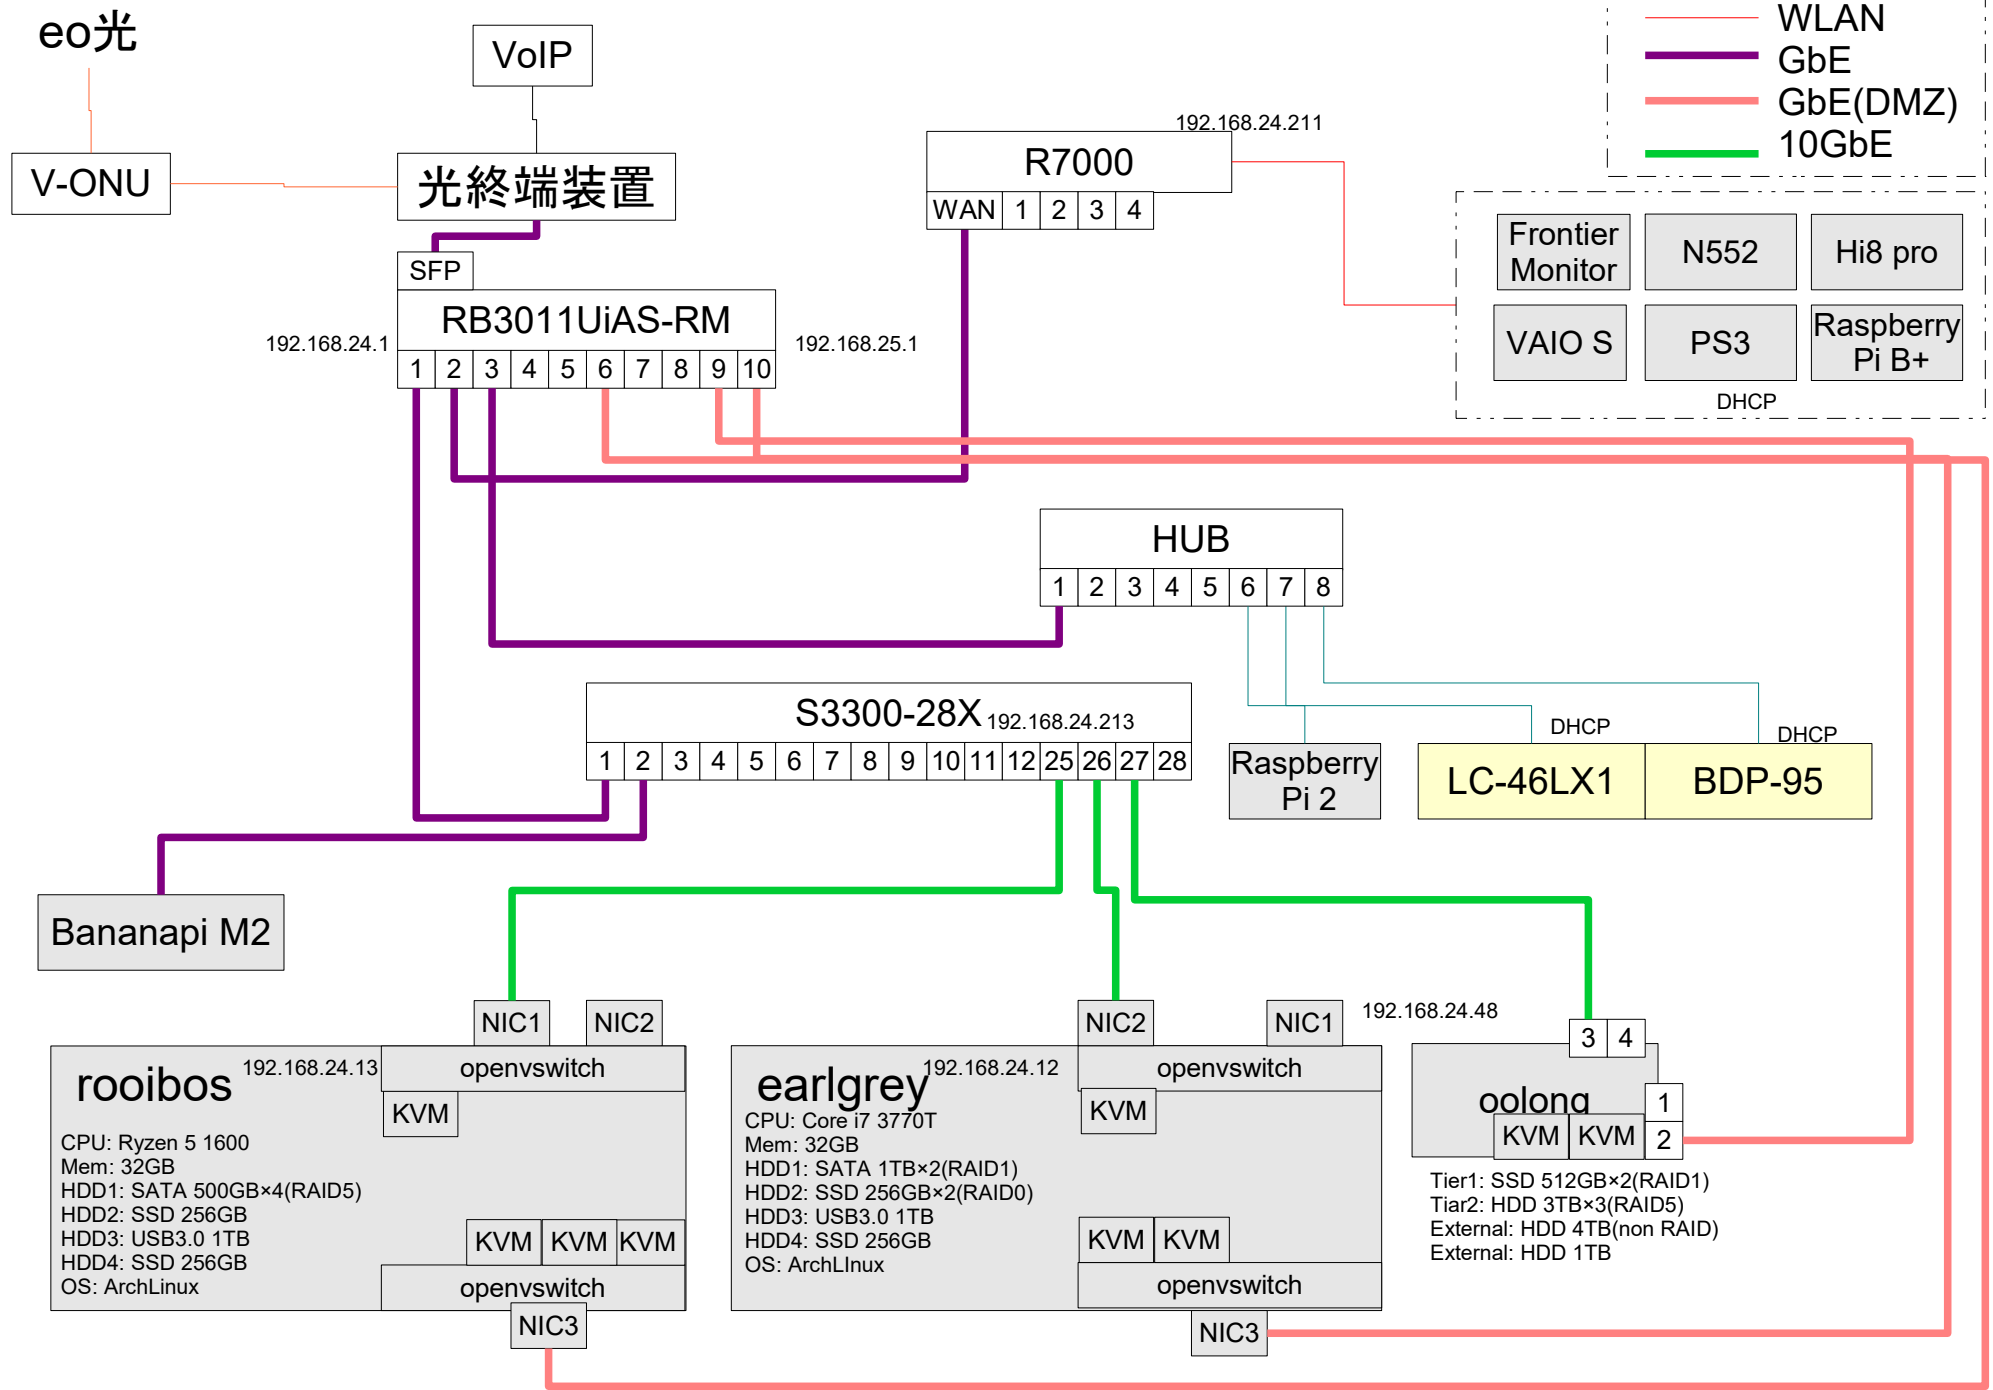 eo光
VoIP
V-ONU
光終端装置
SFP
RB3011UiAS-RM
192.168.24.1
192.168.25.1
1 2 3 4 5 6 7 8 9 10
192.168.24.211
R7000
WAN 1 2 3 4
WLAN
GbE
GbE(DMZ)
10GbE
Frontier
Monitor
N552
Hi8 pro
VAIO S
PS3
Raspberry
Pi B+
DHCP
HUB
1 2 3 4 5 6 7 8
S3300-28X
192.168.24.213
1 2 3 4 5 6 7 8 9 10 11 12 25 26 27 28
Raspberry
Pi 2
DHCP
LC-46LX1
DHCP
BDP-95
Bananapi M2
NIC1
NIC2
rooibos
192.168.24.13
openvswitch
KVM
CPU: Ryzen 5 1600
Mem: 32GB
HDD1: SATA 500GB×4(RAID5)
HDD2: SSD 256GB
HDD3: USB3.0 1TB
HDD4: SSD 256GB
OS: ArchLinux
KVM KVM KVM
openvswitch
NIC3
NIC2
NIC1
earlgrey
192.168.24.12
openvswitch
KVM
CPU: Core i7 3770T
Mem: 32GB
HDD1: SATA 1TB×2(RAID1)
HDD2: SSD 256GB×2(RAID0)
HDD3: USB3.0 1TB
HDD4: SSD 256GB
OS: ArchLInux
KVM KVM
openvswitch
NIC3
192.168.24.48
3 4
oolong
1
KVM KVM 2
Tier1: SSD 512GB×2(RAID1)
Tiar2: HDD 3TB×3(RAID5)
External: HDD 4TB(non RAID)
External: HDD 1TB